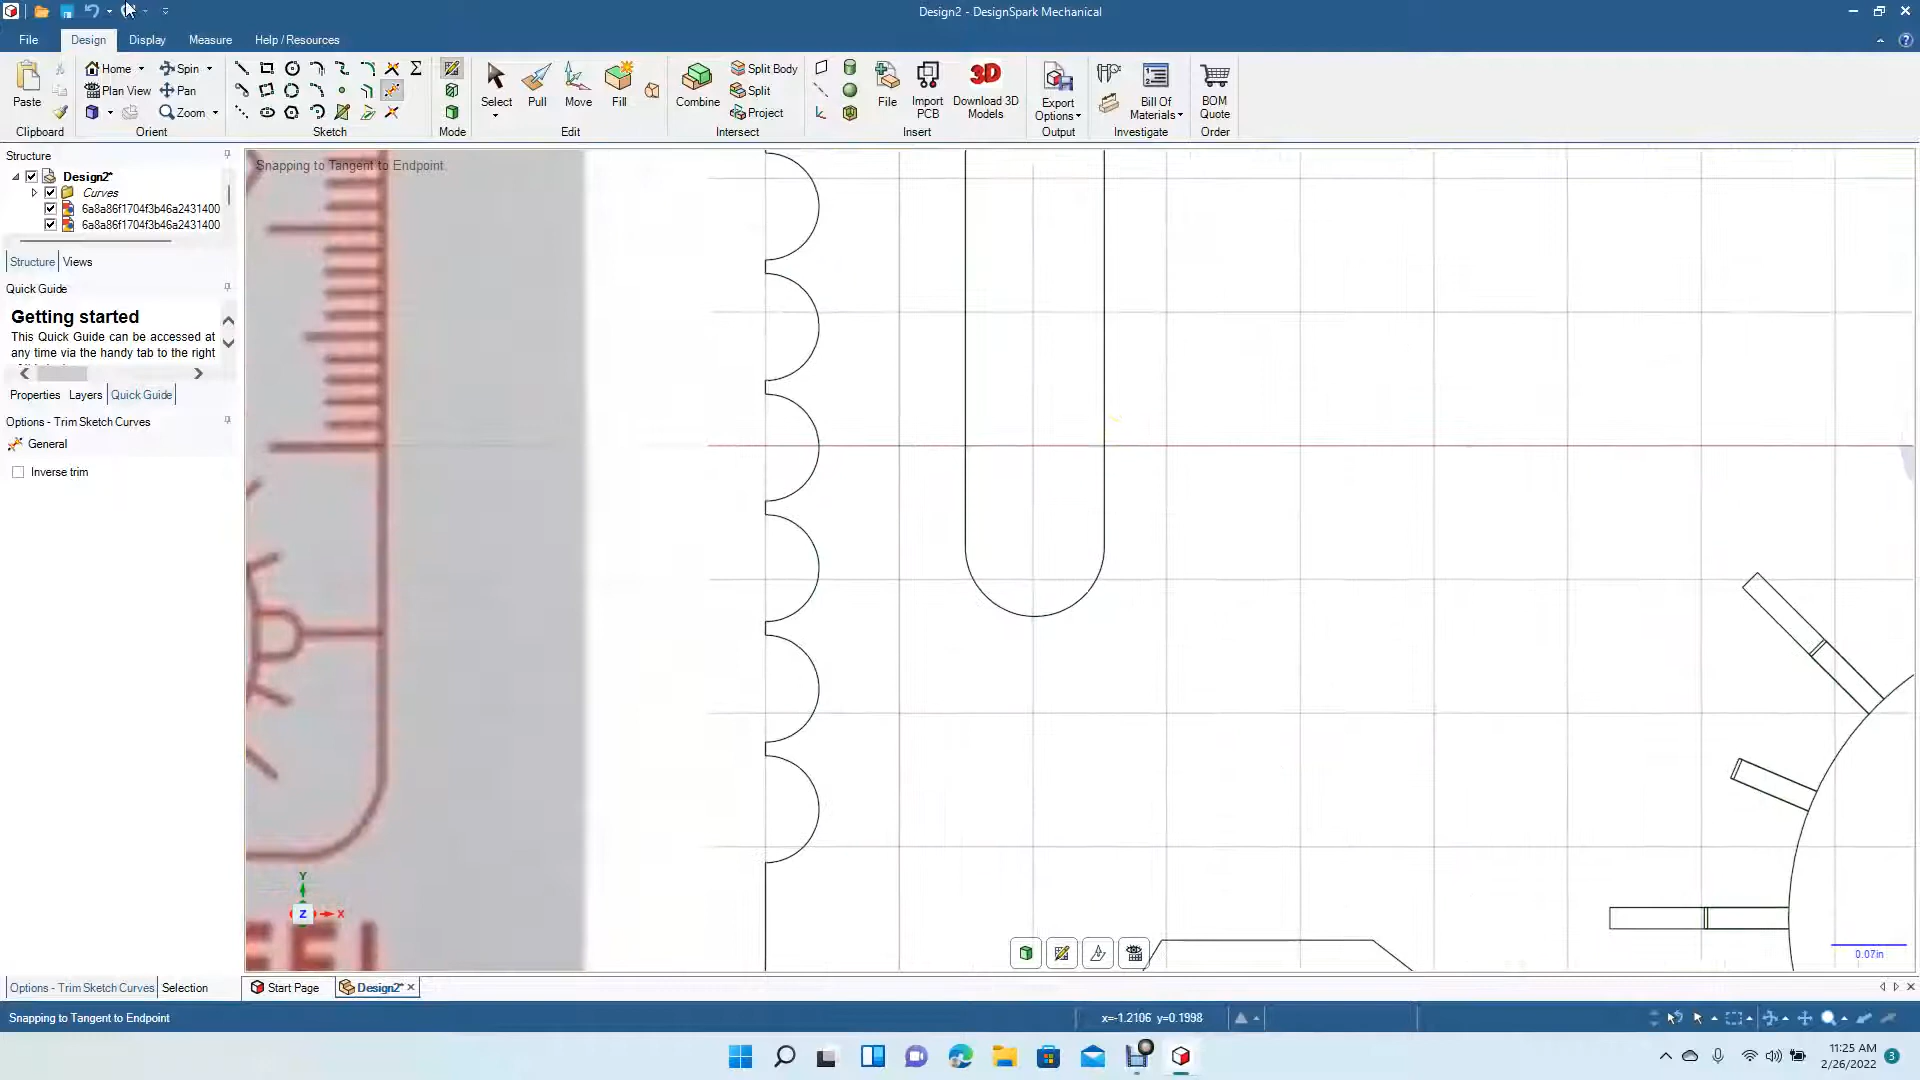 Design2 - DesignSpark Mechanical
File Design Display Measure Help / Resources
Home Spin Split Body
Plan View Pan Split
Zoom Project
Paste Select Pull Move Fill Combine File Import PCB 3D Download 3D Models Export Options Bill Of Materials BOM Quote
Clipboard Orient Sketch Mode Edit Intersect Insert Output Investigate Order
Structure
Design2*
Curves
6a8a86f1704f3b46a2431400
6a8a86f1704f3b46a2431400
Structure Views
Quick Guide
Getting started
This Quick Guide can be accessed at
any time via the handy tab to the right
Properties Layers Quick Guide
Options - Trim Sketch Curves
General
Inverse trim
Snapping to Tangent to Endpoint
Y
Z X
0.07in
Options - Trim Sketch Curves Selection Start Page Design2*
Snapping to Tangent to Endpoint x=-1.2106 y=0.1998
11:25 AM
2/26/2022 3